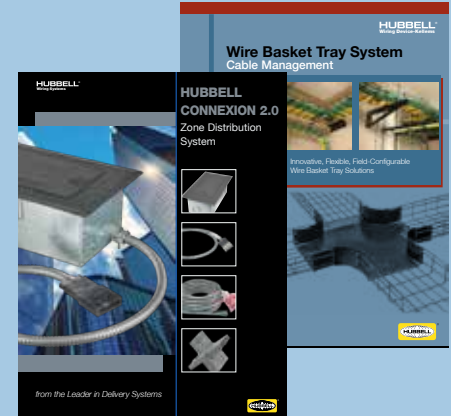 HUBBELL
Wiring Device-Kellems
Wire Basket Tray System
Cable Management
Innovative, Flexible, Field-Configurable
Wire Basket Tray Solutions
HUBBELL
HUBBELL
Wiring Systems
HUBBELL
CONNEXION 2.0
Zone Distribution
System
from the Leader in Delivery Systems